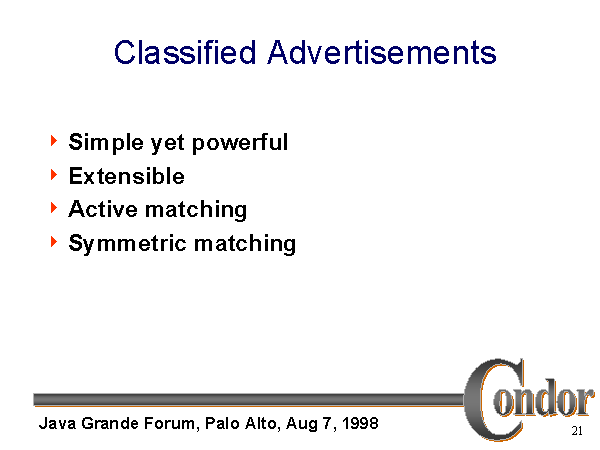 Classified Advertisements
Simple yet powerful
Extensible
Active matching
Symmetric matching
Condor
Java Grande Forum, Palo Alto, Aug 7, 1998
21